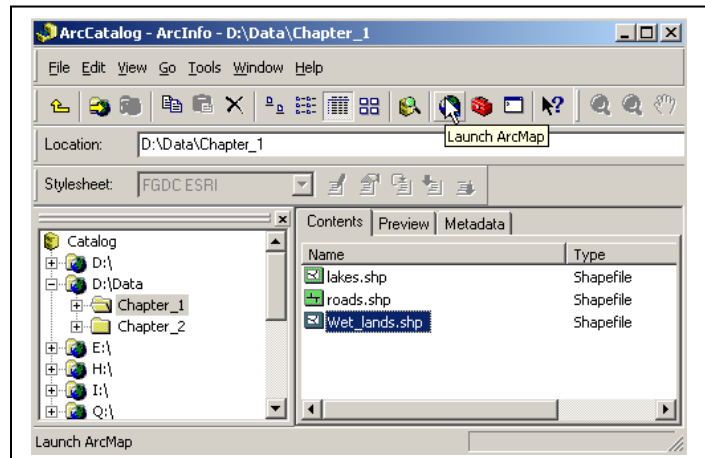 ArcCatalog - ArcInfo - D:\Data\Chapter_1
File Edit View Go Tools Window Help
Launch ArcMap
Location: D:\Data\Chapter_1
Stylesheet: FGDC ESRI
Contents Preview Metadata
Catalog
D:\
D:\Data
Chapter_1
Chapter_2
E:\
H:\
I:\
Q:\
Name Type
lakes.shp Shapefile
roads.shp Shapefile
Wet_lands.shp Shapefile
Launch ArcMap